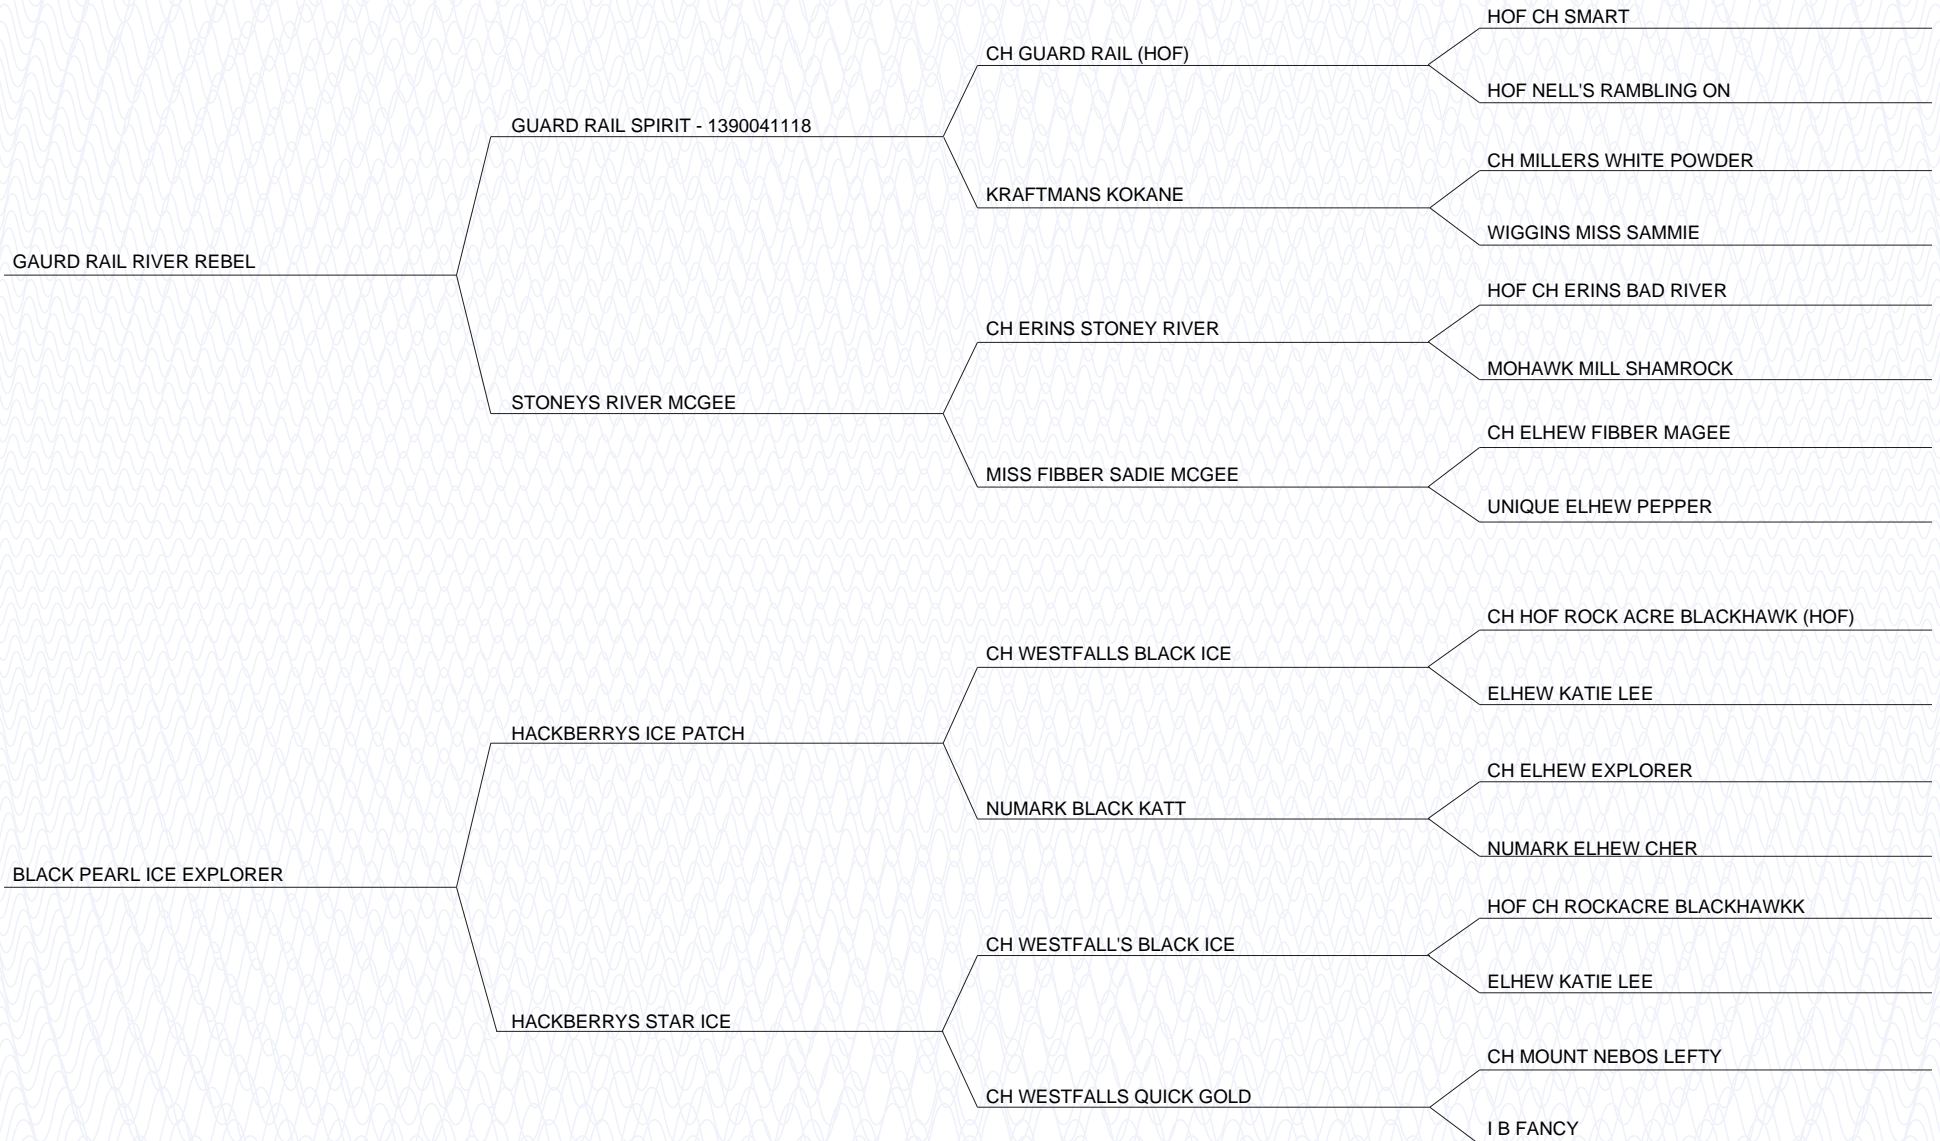 HOF CH SMART
CH GUARD RAIL (HOF)
HOF NELL'S RAMBLING ON
GUARD RAIL SPIRIT - 1390041118
CH MILLERS WHITE POWDER
KRAFTMANS KOKANE
WIGGINS MISS SAMMIE
GAURD RAIL RIVER REBEL
HOF CH ERINS BAD RIVER
CH ERINS STONEY RIVER
MOHAWK MILL SHAMROCK
STONEYS RIVER MCGEE
CH ELHEW FIBBER MAGEE
MISS FIBBER SADIE MCGEE
UNIQUE ELHEW PEPPER
CH HOF ROCK ACRE BLACKHAWK (HOF)
CH WESTFALLS BLACK ICE
ELHEW KATIE LEE
HACKBERRYS ICE PATCH
CH ELHEW EXPLORER
NUMARK BLACK KATT
NUMARK ELHEW CHER
BLACK PEARL ICE EXPLORER
HOF CH ROCKACRE BLACKHAWKK
CH WESTFALL'S BLACK ICE
ELHEW KATIE LEE
HACKBERRYS STAR ICE
CH MOUNT NEBOS LEFTY
CH WESTFALLS QUICK GOLD
I B FANCY